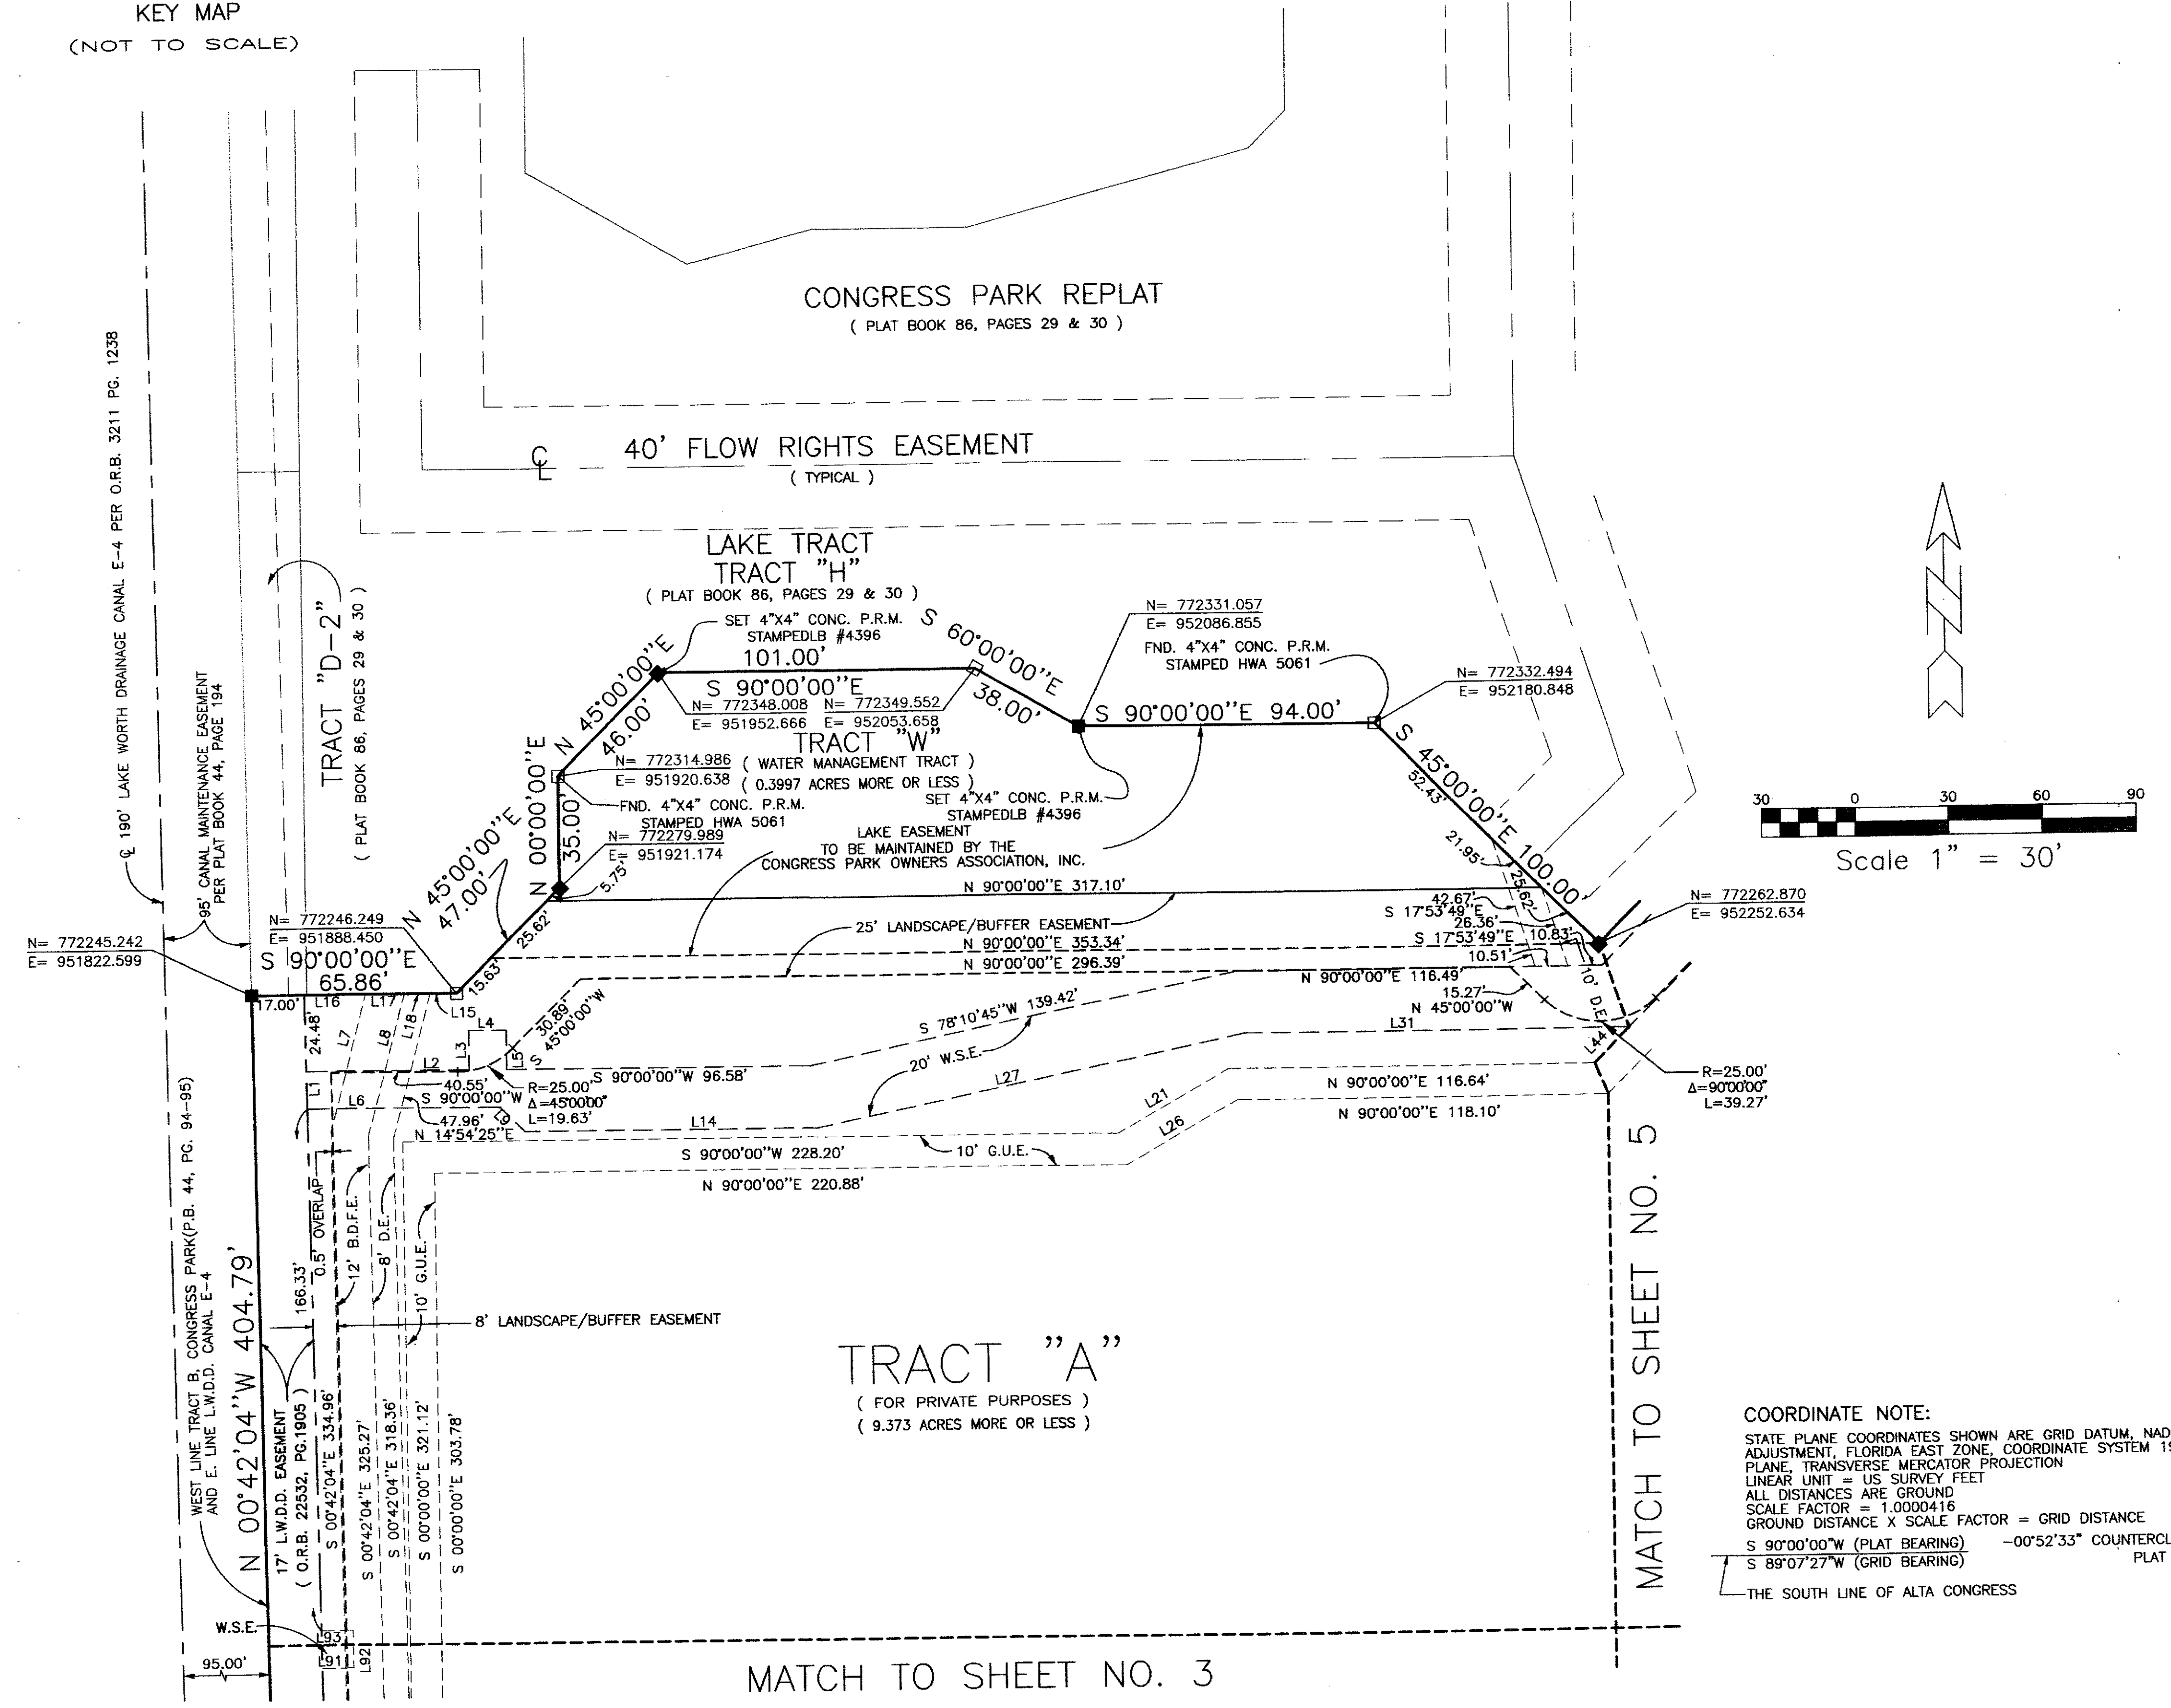 KEY MAP
(NOT TO SCALE)
CONGRESS PARK REPLAT
( PLAT BOOK 86, PAGES 29 & 30 )
40' FLOW RIGHTS EASEMENT
( TYPICAL )
℄ 190' LAKE WORTH DRAINAGE CANAL E-4 PER O.R.B. 3211 PG. 1238
95' CANAL MAINTENANCE EASEMENT
PER PLAT BOOK 44, PAGE 194
TRACT "D-2"
( PLAT BOOK 86, PAGES 29 & 30 )
LAKE TRACT
TRACT "H"
( PLAT BOOK 86, PAGES 29 & 30 )
SET 4"X4" CONC. P.R.M.
STAMPEDLB #4396
101.00'
S 90°00'00"E
N= 772348.008
E= 951952.666
N= 772349.552
E= 952053.658
S 60°00'00"E
38.00'
N= 772331.057
E= 952086.855
FND. 4"X4" CONC. P.R.M.
STAMPED HWA 5061
N= 772332.494
E= 952180.848
S 90°00'00"E 94.00'
TRACT "W"
( WATER MANAGEMENT TRACT )
( 0.3997 ACRES MORE OR LESS )
N 45°00'00"E
46.00'
N= 772314.986
E= 951920.638
FND. 4"X4" CONC. P.R.M.
STAMPED HWA 5061
SET 4"X4" CONC. P.R.M.
STAMPEDLB #4396
N 00°00'00"E
35.00'
N= 772279.989
E= 951921.174
5.75'
LAKE EASEMENT
TO BE MAINTAINED BY THE
CONGRESS PARK OWNERS ASSOCIATION, INC.
S 45°00'00"E 100.00'
52.43'
21.95'
25.62'
30 0 30 60 90
Scale 1" = 30'
N= 772262.870
E= 952252.634
N 45°00'00"E
47.00'
25.62'
15.63'
N= 772246.249
E= 951888.450
N= 772245.242
E= 951822.599
S 90°00'00"E
65.86'
17.00'
L16
L17
L18
L15
N 90°00'00"E 317.10'
25' LANDSCAPE/BUFFER EASEMENT
N 90°00'00"E 353.34'
N 90°00'00"E 296.39'
42.67'
S 17°53'49"E
26.36'
S 17°53'49"E
10.83'
10.51'
N 90°00'00"E 116.49'
15.27'
N 45°00'00"W
10' D.E.
L31
L44
R=25.00'
Δ=90°00'00"
L=39.27'
24.48'
L7
L8
L1
L2
L3
L4
L5
L6
L9
30.89'
S 45°00'00"W
40.55'
S 90°00'00"W
47.96'
N 14°54'25"E
R=25.00'
Δ=45°00'00"
L=19.63'
S 90°00'00"W 96.58'
S 78°10'45"W 139.42'
20' W.S.E.
L27
L14
L21
L26
N 90°00'00"E 116.64'
N 90°00'00"E 118.10'
S 90°00'00"W 228.20'
10' G.U.E.
N 90°00'00"E 220.88'
WEST LINE TRACT B, CONGRESS PARK(P.B. 44, PG. 94-95)
AND E. LINE L.W.D.D. CANAL E-4
N 00°42'04"W 404.79'
17' L.W.D.D. EASEMENT
( O.R.B. 22532, PG.1905 )
166.33'
0.5' OVERLAP
12' B.D.F.E.
8' D.E.
10' G.U.E.
8' LANDSCAPE/BUFFER EASEMENT
S 00°42'04"E 334.96'
S 00°42'04"E 325.27'
S 00°42'04"E 318.36'
S 00°00'00"E 321.12'
S 00°00'00"E 303.78'
TRACT "A"
( FOR PRIVATE PURPOSES )
( 9.373 ACRES MORE OR LESS )
MATCH TO SHEET NO. 5
COORDINATE NOTE:
STATE PLANE COORDINATES SHOWN ARE GRID DATUM, NAD
ADJUSTMENT, FLORIDA EAST ZONE, COORDINATE SYSTEM
PLANE, TRANSVERSE MERCATOR PROJECTION
LINEAR UNIT = US SURVEY FEET
ALL DISTANCES ARE GROUND
SCALE FACTOR = 1.0000416
GROUND DISTANCE X SCALE FACTOR = GRID DISTANCE
S 90°00'00"W (PLAT BEARING)
S 89°07'27"W (GRID BEARING)
-00°52'33" COUNTERCL
PLAT
THE SOUTH LINE OF ALTA CONGRESS
W.S.E.
L93
L91
L92
95.00'
MATCH TO SHEET NO. 3